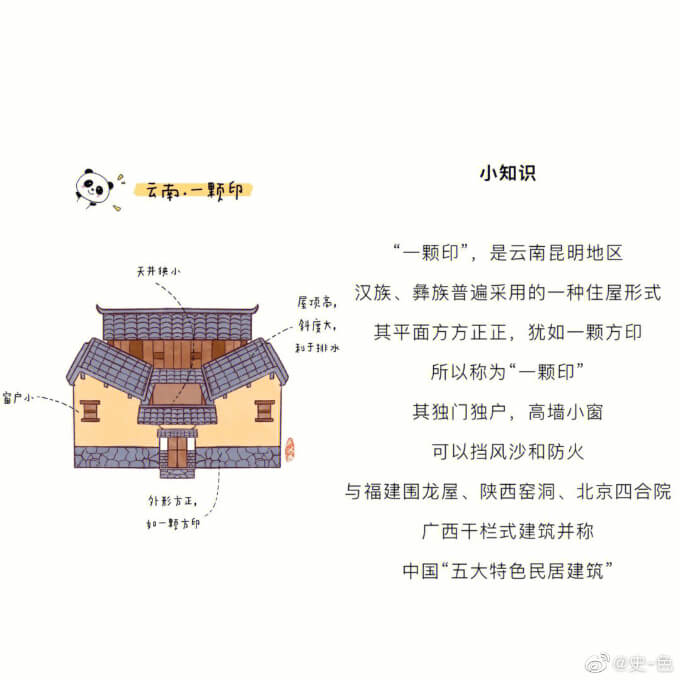 云南·一颗印
天井狭小
屋顶高,
斜度大,
利于排水
窗户小
外形方正,
如一颗方印
小知识
“一颗印”,是云南昆明地区
汉族、彝族普遍采用的一种住屋形式
其平面方方正正,犹如一颗方印
所以称为“一颗印”
其独门独户,高墙小窗
可以挡风沙和防火
与福建围龙屋、陕西窑洞、北京四合院
广西干栏式建筑并称
中国“五大特色民居建筑”
@史-色